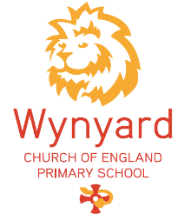 Wynyard
CHURCH OF ENGLAND
PRIMARY SCHOOL